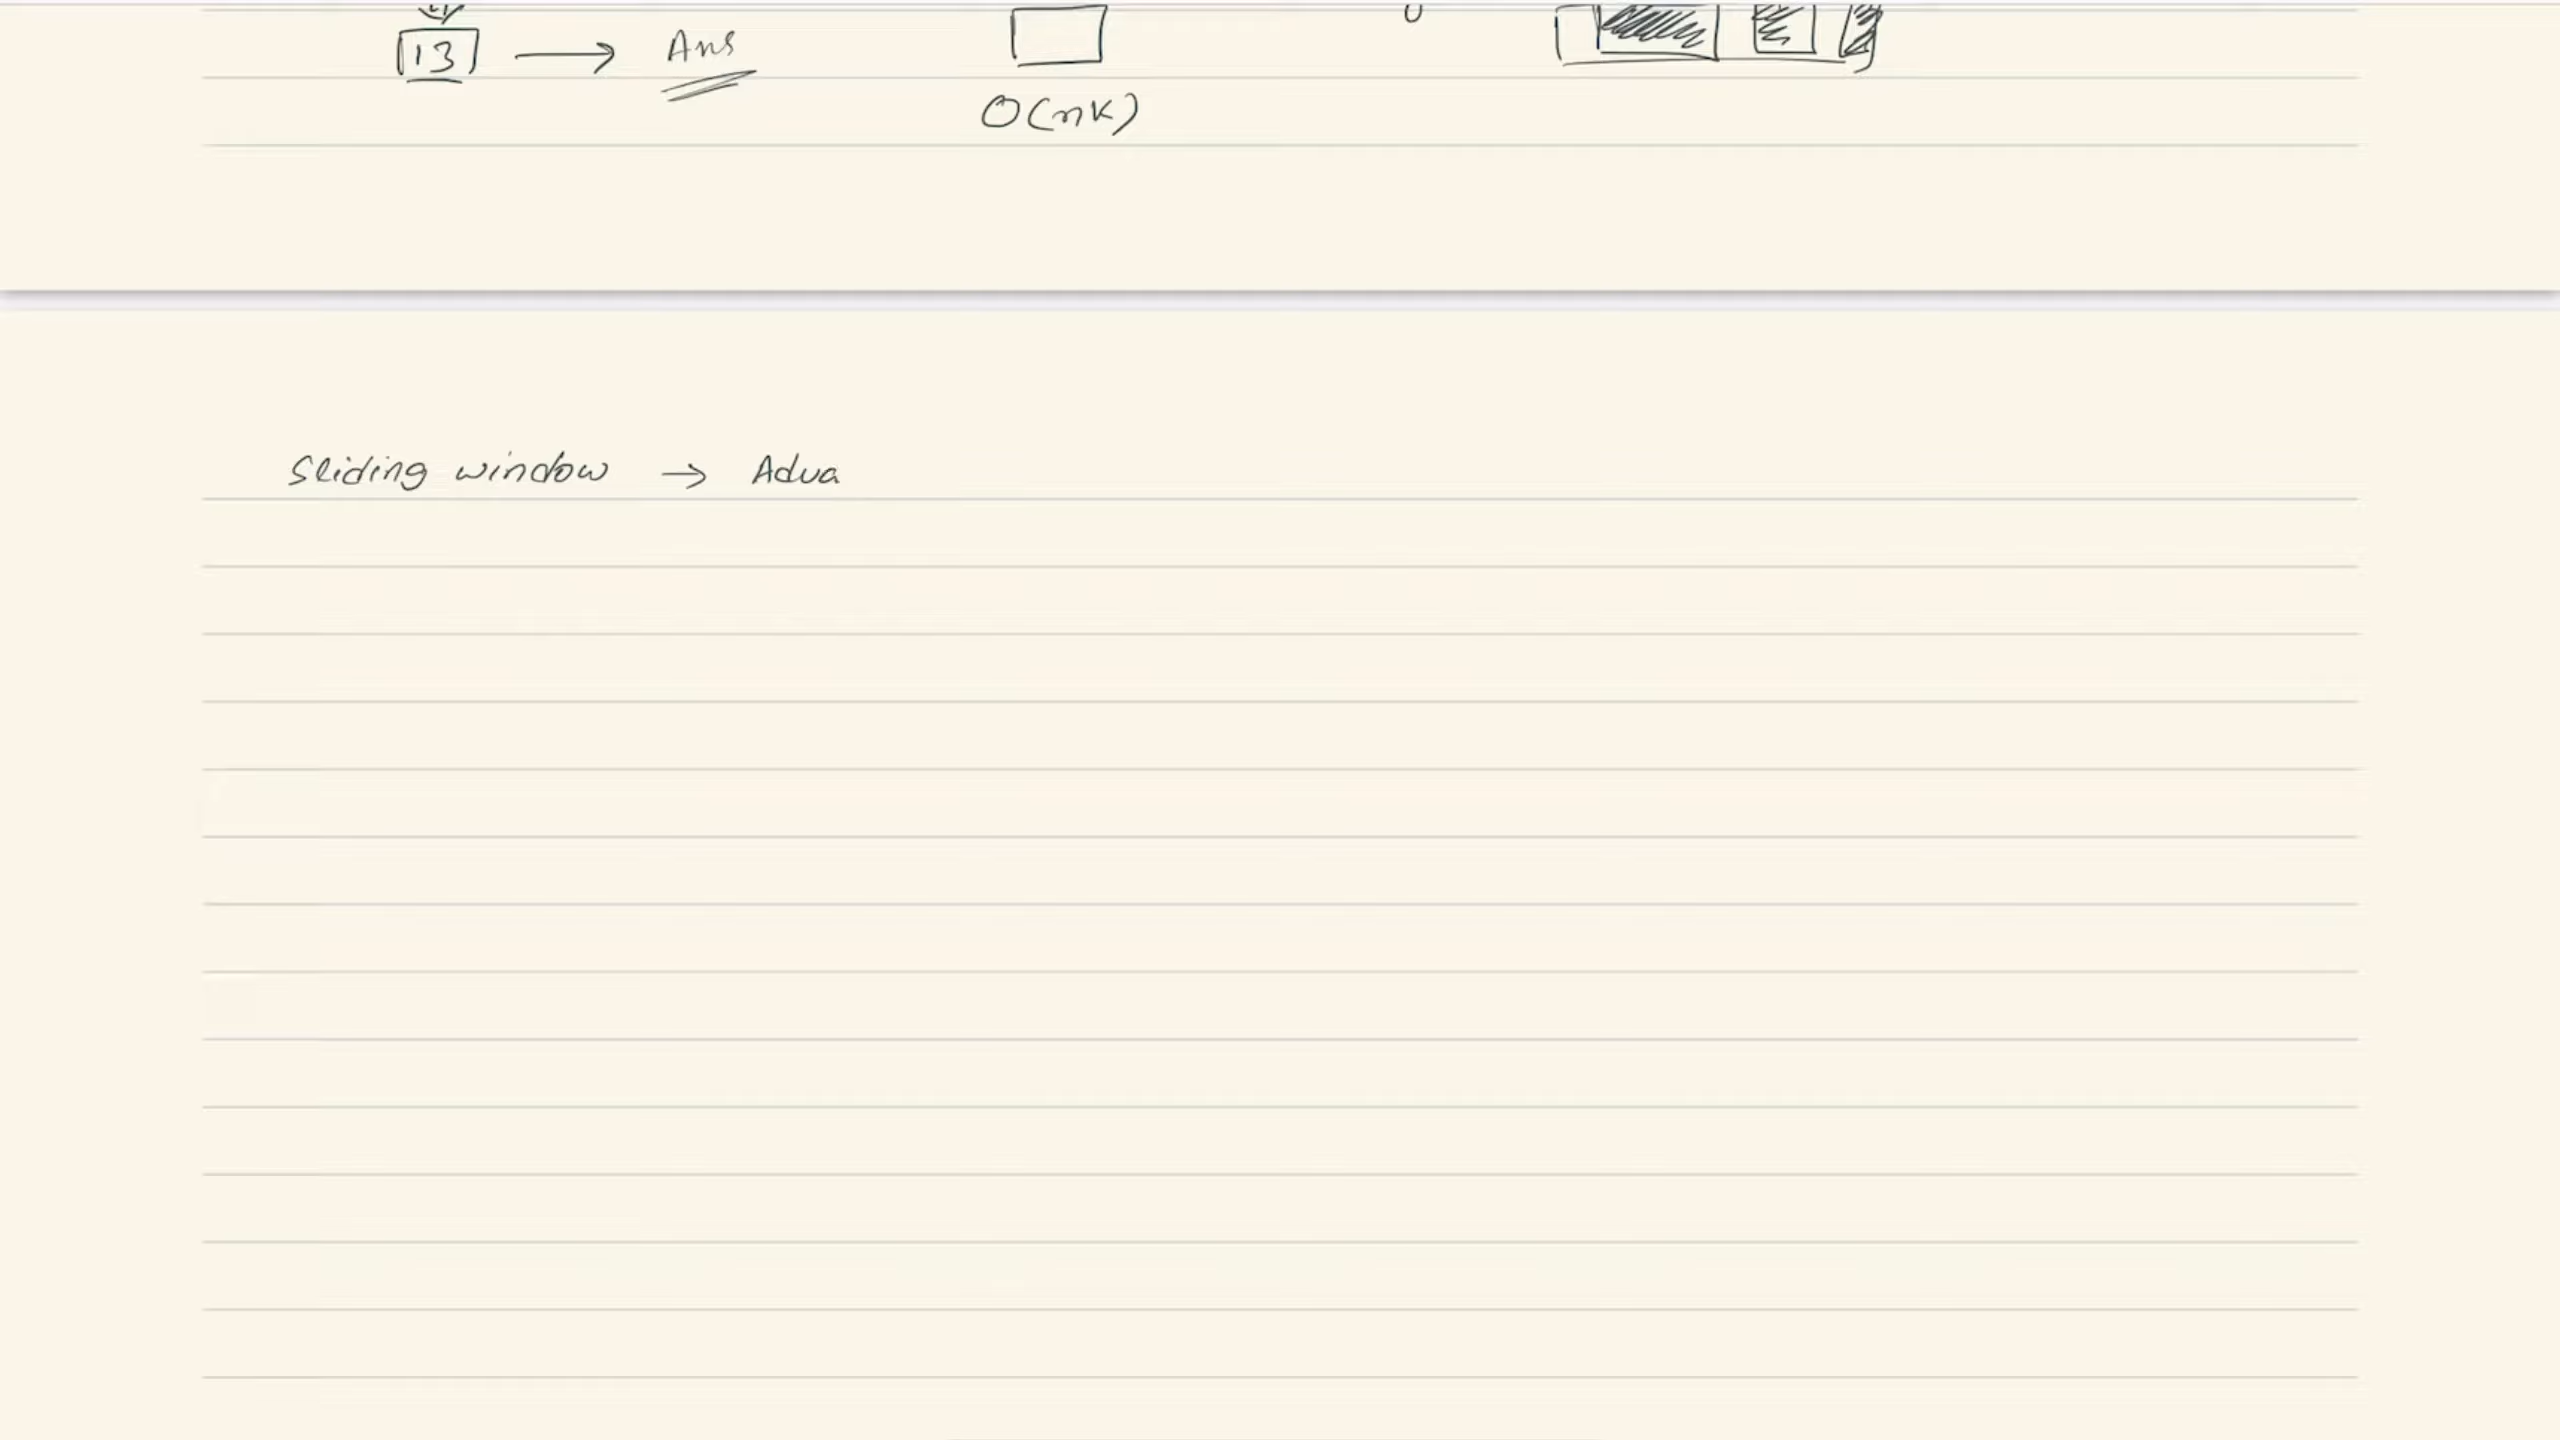 13 → Ans
O(nk)
Sliding window → Adva